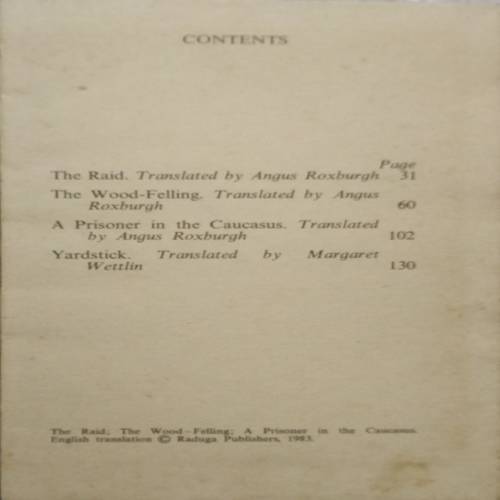 CONTENTS
Page
The Raid. Translated by Angus Roxburgh 31
The Wood-Felling. Translated by Angus
Roxburgh 60
A Prisoner in the Caucasus. Translated
by Angus Roxburgh 102
Yardstick. Translated by Margaret
Wettlin 130
The Raid; The Wood-Felling; A Prisoner in the Caucasus.
English translation © Raduga Publishers, 1983.